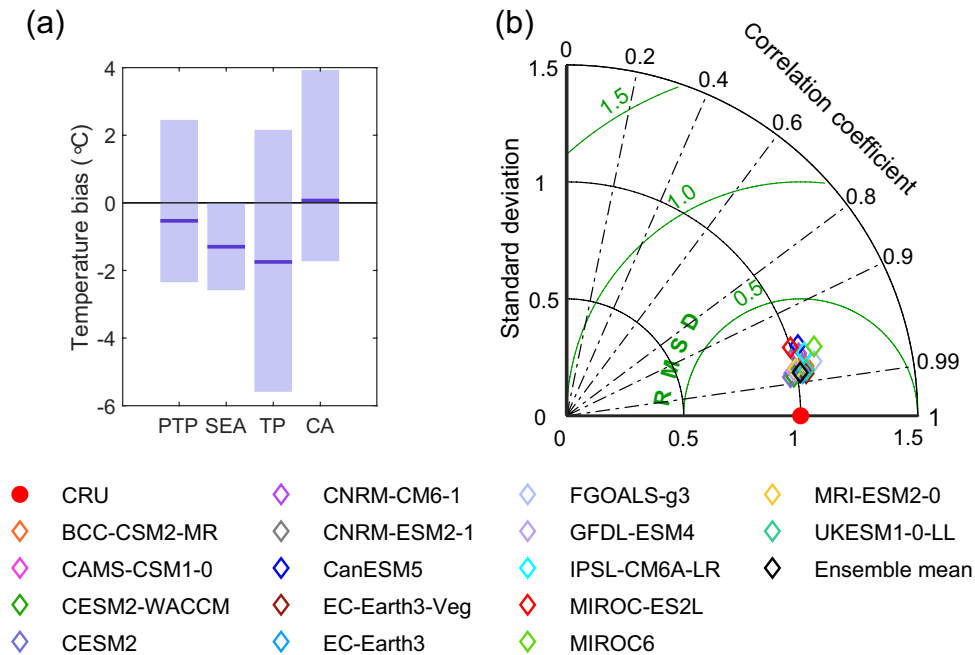 (a)
(b)
Temperature bias ( °C)
4
2
0
-2
-4
-6
PTP SEA TP CA
Standard deviation
1.5
1
0.5
0
0
0.5
1
1.5
Correlation coefficient
0
0.2
0.4
0.6
0.8
0.9
0.99
1
1.5
1.0
0.5
RMSD
CRU
BCC-CSM2-MR
CAMS-CSM1-0
CESM2-WACCM
CESM2
CNRM-CM6-1
CNRM-ESM2-1
CanESM5
EC-Earth3-Veg
EC-Earth3
FGOALS-g3
GFDL-ESM4
IPSL-CM6A-LR
MIROC-ES2L
MIROC6
MRI-ESM2-0
UKESM1-0-LL
Ensemble mean